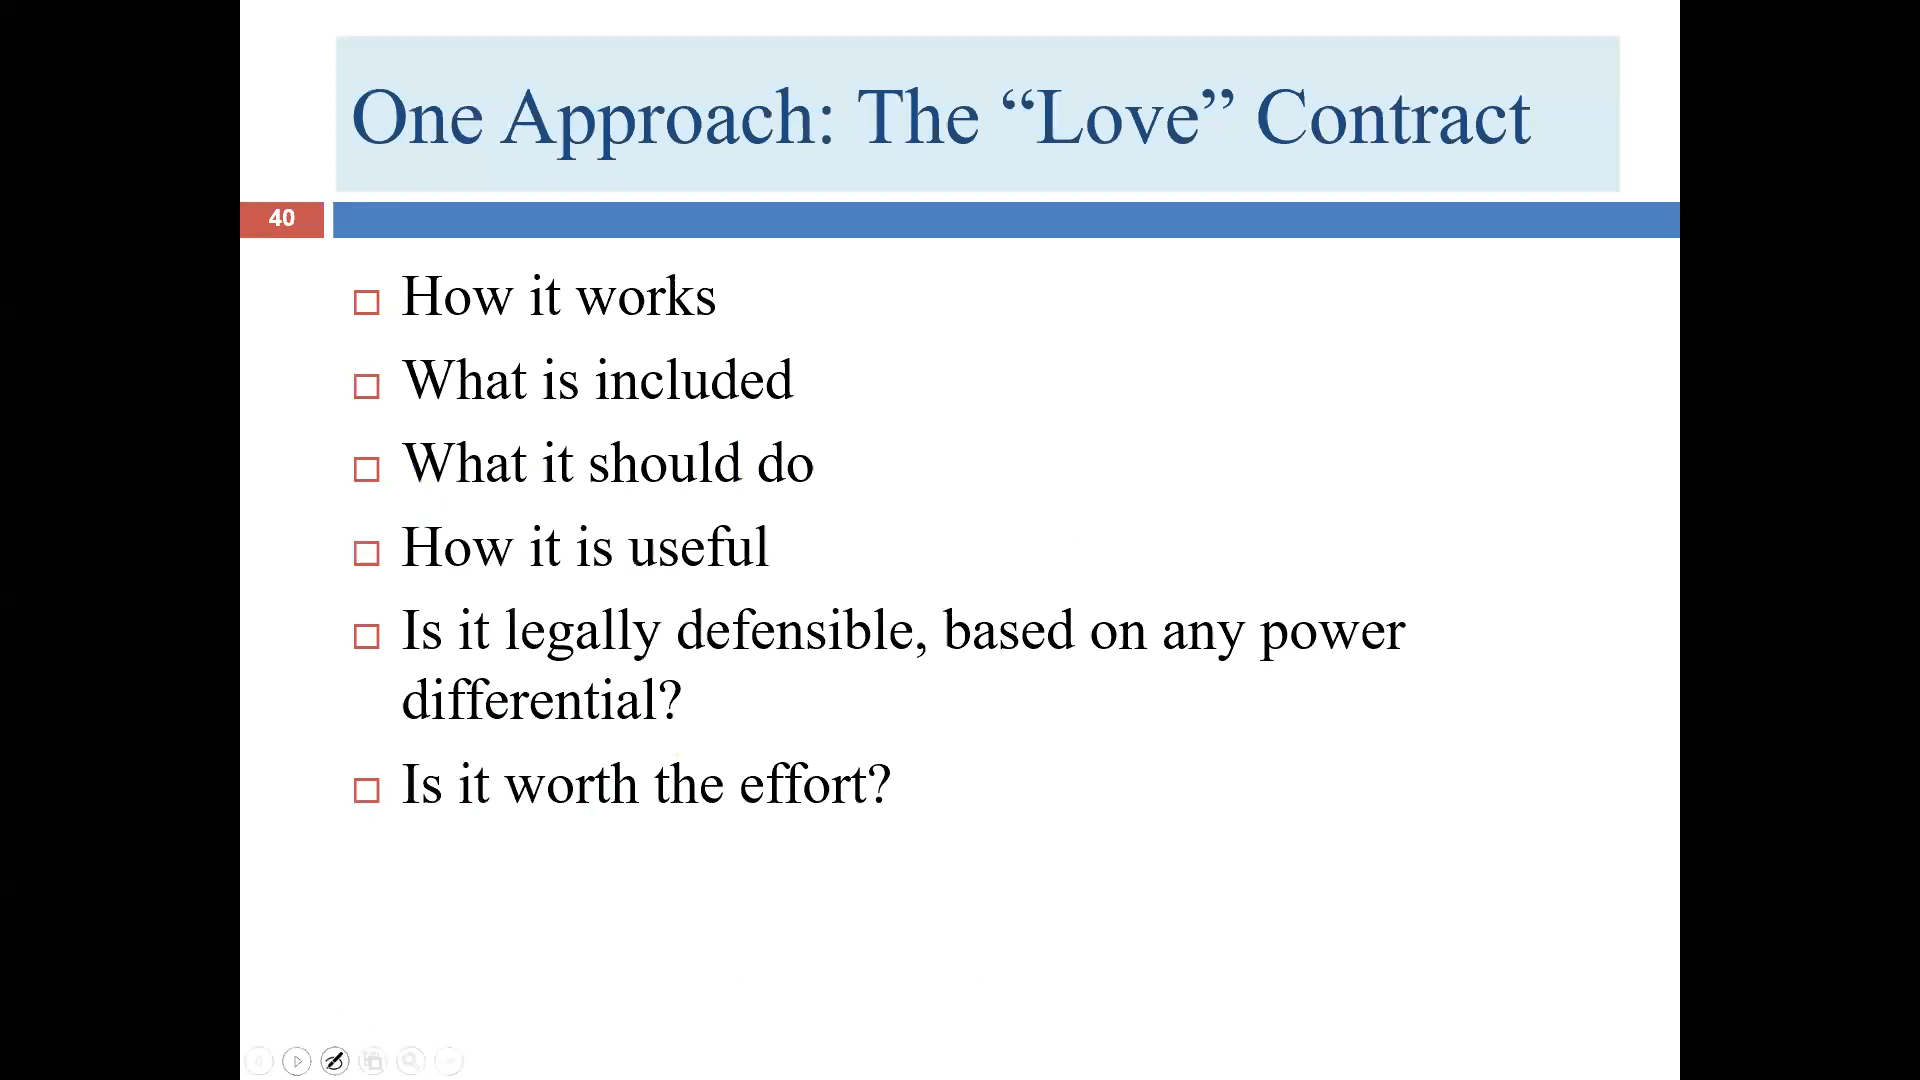 One Approach: The “Love” Contract
40
How it works
What is included
What it should do
How it is useful
Is it legally defensible, based on any power
differential?
Is it worth the effort?